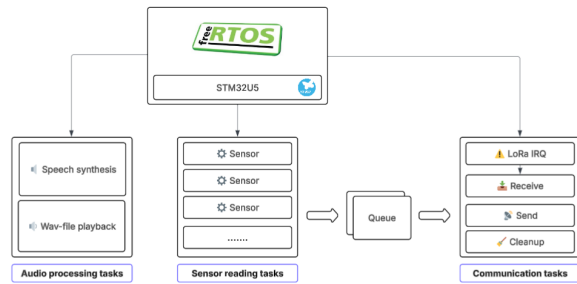 free RTOS
STM32U5
Speech synthesis
Wav-file playback
Audio processing tasks
Sensor
Sensor
Sensor
.......
Sensor reading tasks
Queue
LoRa IRQ
Receive
Send
Cleanup
Communication tasks